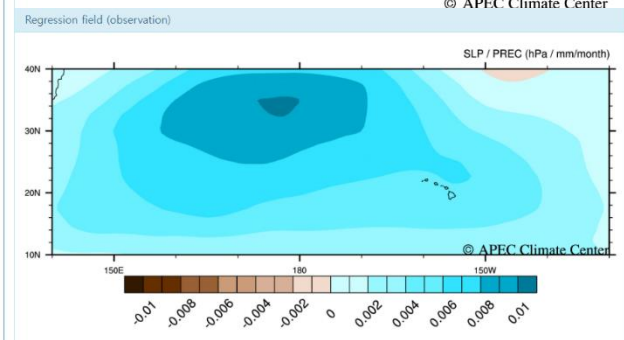 © APEC Climate Center
Regression field (observation)
SLP / PREC (hPa / mm/month)
40N
30N
20N
10N
© APEC Climate Center
150E 180 150W
-0.01 -0.008 -0.006 -0.004 -0.002 0 0.002 0.004 0.006 0.008 0.01